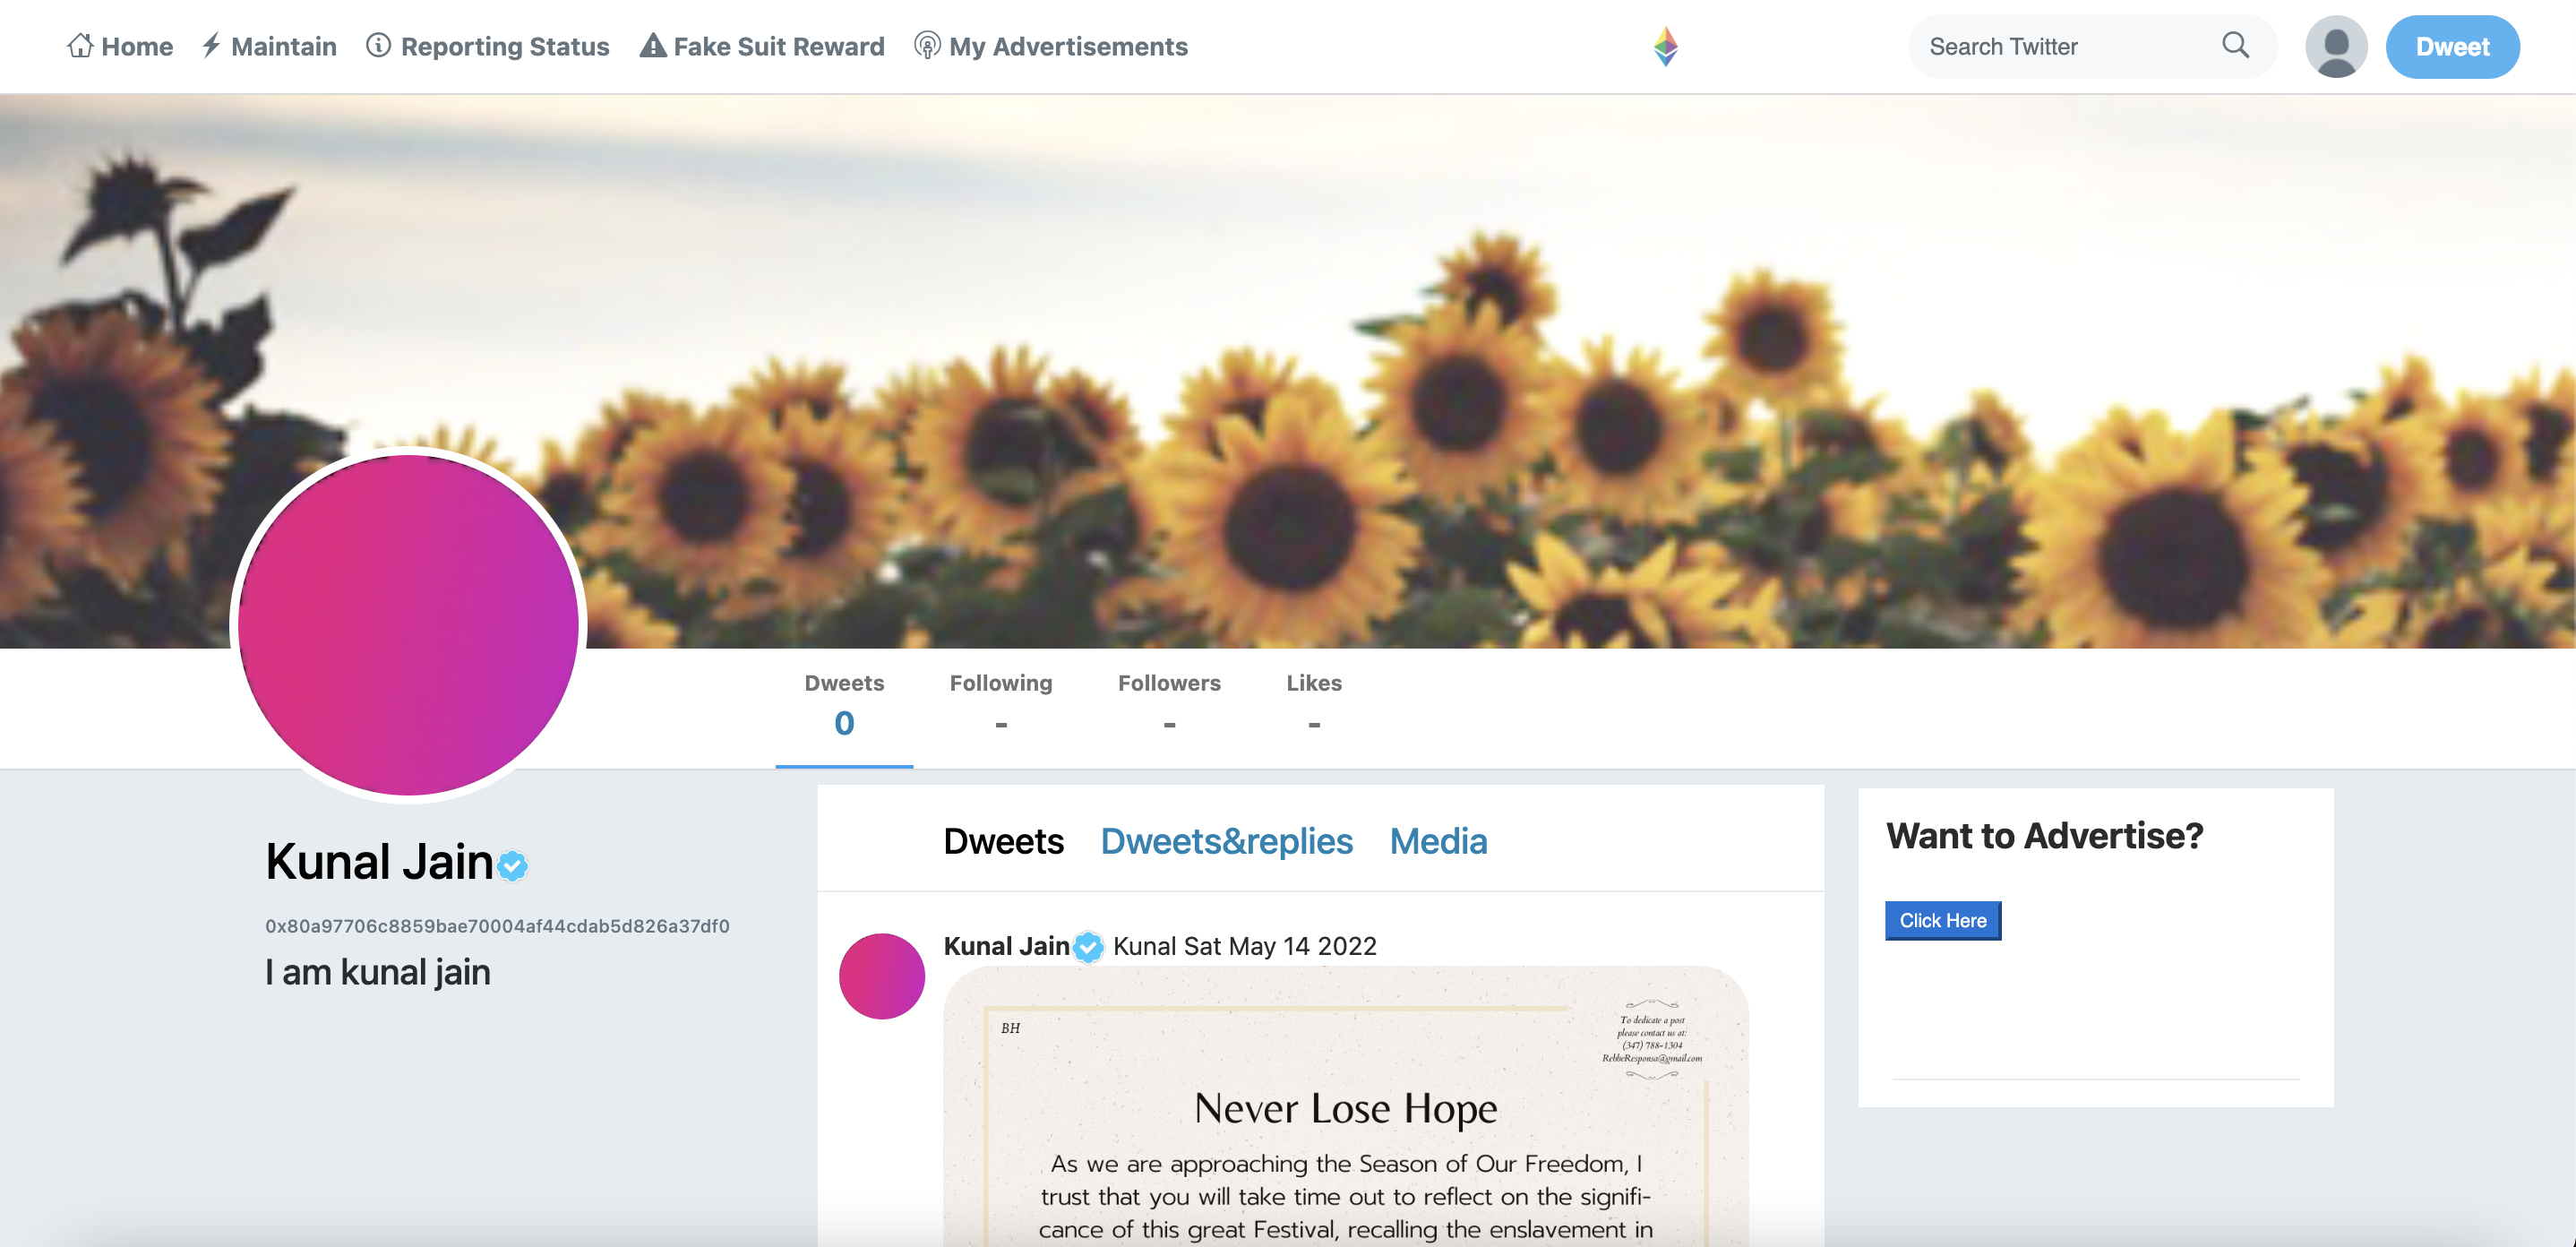 Home Maintain Reporting Status Fake Suit Reward My Advertisements Search Twitter Dweet
Dweets Following Followers Likes
0 - - -
Kunal Jain
0x80a97706c8859bae70004af44cdab5d826a37df0
I am kunal jain
Dweets Dweets&replies Media
Kunal Jain Kunal Sat May 14 2022
BH
To dedicate a post
please contact us at:
(347) 788-1304
RebbeResponsa@gmail.com
Never Lose Hope
As we are approaching the Season of Our Freedom, I
trust that you will take time out to reflect on the signifi-
cance of this great Festival, recalling the enslavement in
Want to Advertise?
Click Here